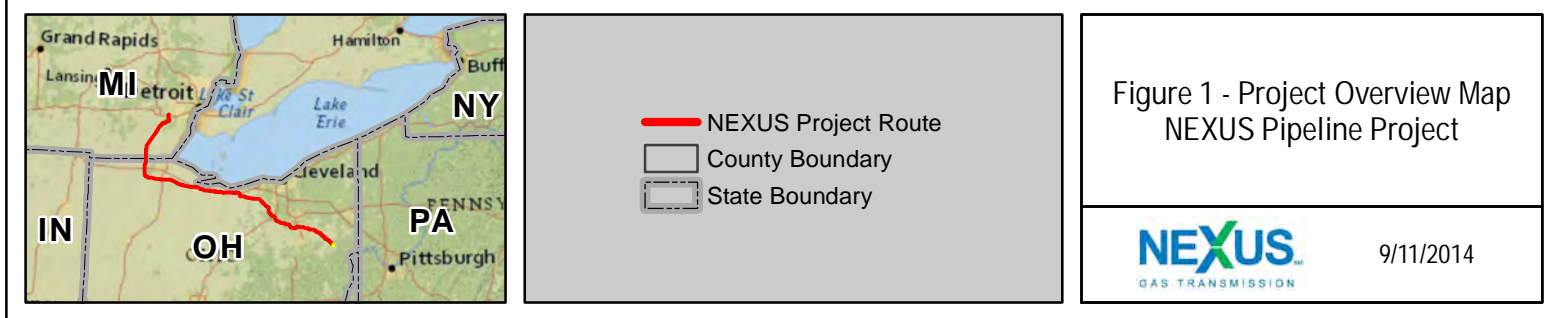 Grand Rapids
Hamilton
Lansin
MI
etroit
Lake St
Clair
Buff
NY
Lake
Erie
Cleveland
PENNSY
IN
OH
PA
Pittsburgh
NEXUS Project Route
County Boundary
State Boundary
Figure 1 - Project Overview Map
NEXUS Pipeline Project
NEXUS
GAS TRANSMISSION
9/11/2014